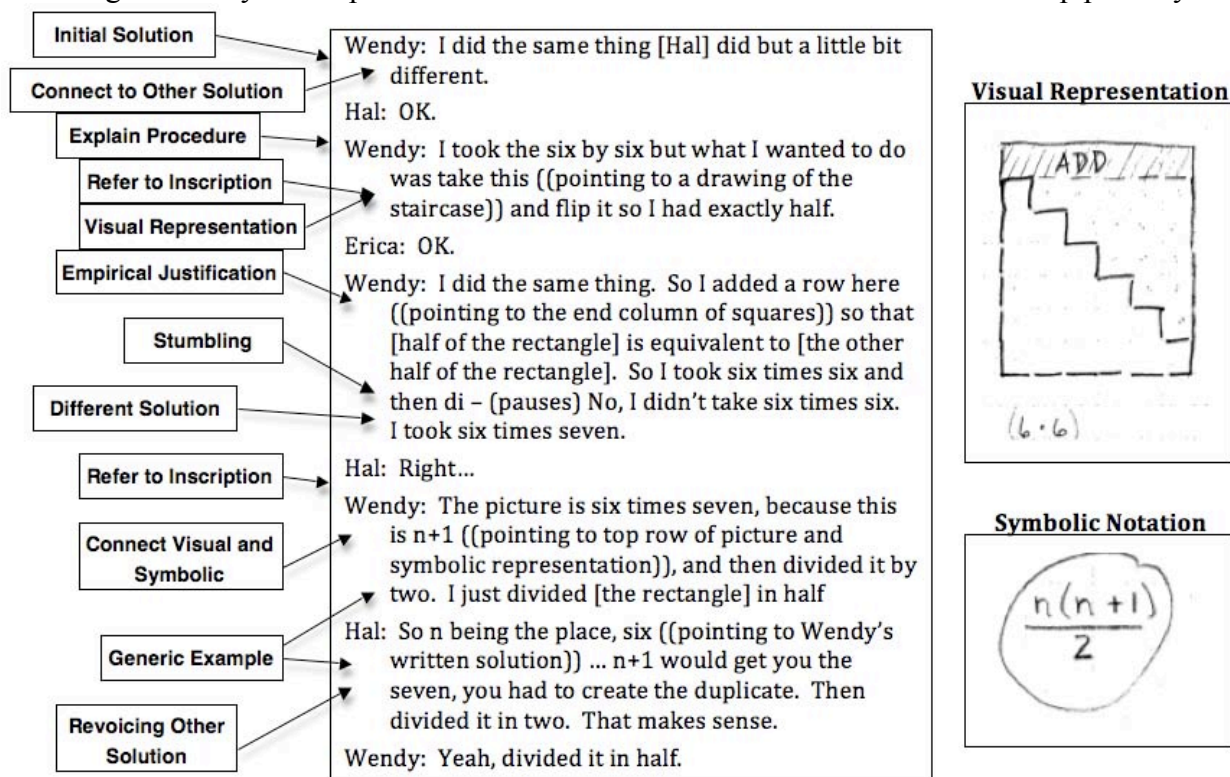 Initial Solution
Connect to Other Solution
Explain Procedure
Refer to Inscription
Visual Representation
Empirical Justification
Stumbling
Different Solution
Refer to Inscription
Connect Visual and
Symbolic
Generic Example
Revoicing Other
Solution
Wendy: I did the same thing [Hal] did but a little bit
different.
Hal: OK.
Wendy: I took the six by six but what I wanted to do
was take this ((pointing to a drawing of the
staircase)) and flip it so I had exactly half.
Erica: OK.
Wendy: I did the same thing. So I added a row here
((pointing to the end column of squares)) so that
[half of the rectangle] is equivalent to [the other
half of the rectangle]. So I took six times six and
then di – (pauses) No, I didn't take six times six.
I took six times seven.
Hal: Right...
Wendy: The picture is six times seven, because this
is n+1 ((pointing to top row of picture and
symbolic representation)), and then divided it by
two. I just divided [the rectangle] in half
Hal: So n being the place, six ((pointing to Wendy's
written solution)) ... n+1 would get you the
seven, you had to create the duplicate. Then
divided it in two. That makes sense.
Wendy: Yeah, divided it in half.
Visual Representation
ADD
(6·6)
Symbolic Notation
n(n+1)
2